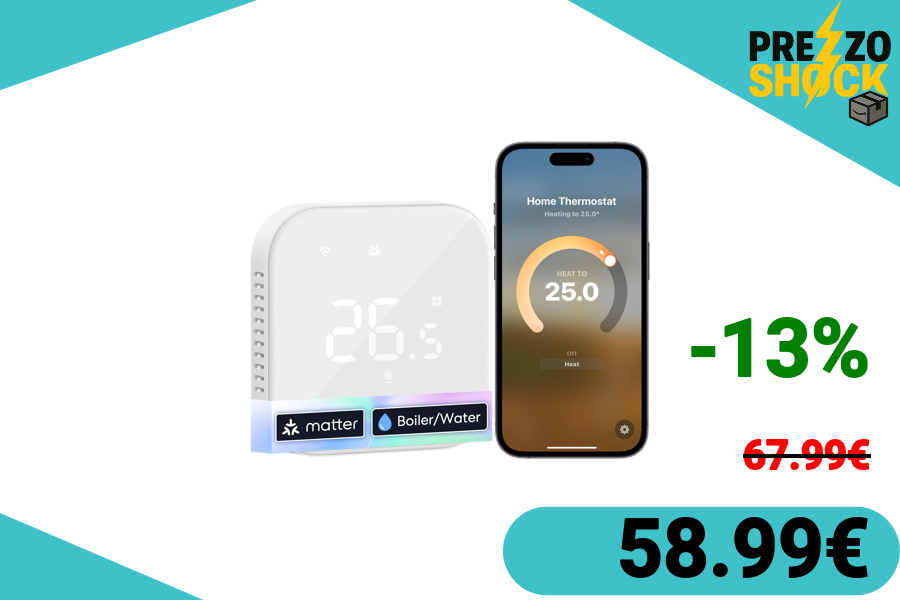 PREZZO
SHOCK
Home Thermostat
Heating to 25.0°
HEAT TO
25.0
OFF
Heat
26.5
matter
Boiler/Water
-13%
67.99€
58.99€